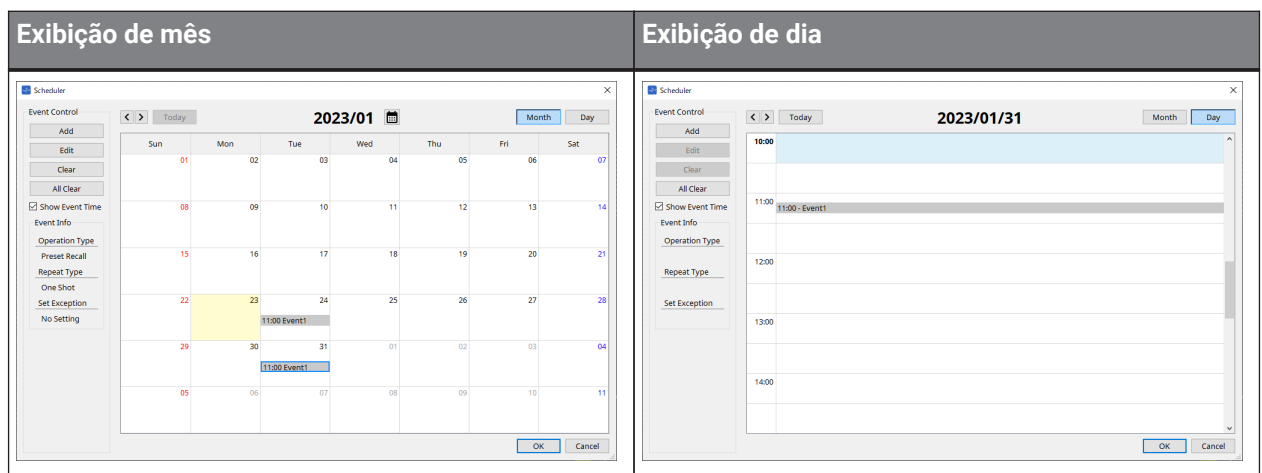 Exibição de mês
Exibição de dia
Scheduler
Event Control
Add
Edit
Clear
All Clear
Show Event Time
Event Info
Operation Type
Preset Recall
Repeat Type
One Shot
Set Exception
No Setting
< > Today 2023/01 Month Day
Sun Mon Tue Wed Thu Fri Sat
01 02 03 04 05 06 07
08 09 10 11 12 13 14
15 16 17 18 19 20 21
22 23 24 25 26 27 28
11:00 Event1
29 30 31 01 02 03 04
11:00 Event1
05 06 07 08 09 10 11
OK Cancel
Scheduler
Event Control
Add
Edit
Clear
All Clear
Show Event Time
Event Info
Operation Type
Repeat Type
Set Exception
< > Today 2023/01/31 Month Day
10:00
11:00
11:00 - Event1
12:00
13:00
14:00
OK Cancel